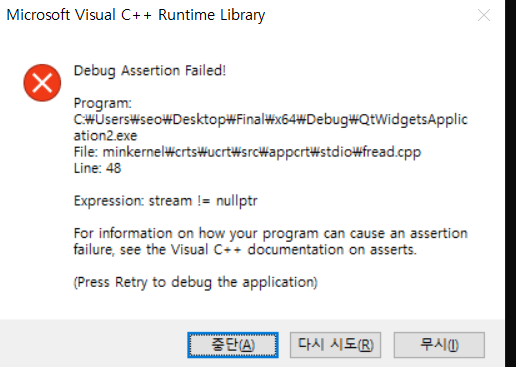 Microsoft Visual C++ Runtime Library
Debug Assertion Failed!
Program:
C:₩Users₩seo₩Desktop₩Final₩x64₩Debug₩QtWidgetsApplic
ation2.exe
File: minkernel₩crts₩ucrt₩src₩appcrt₩stdio₩fread.cpp
Line: 48
Expression: stream != nullptr
For information on how your program can cause an assertion
failure, see the Visual C++ documentation on asserts.
(Press Retry to debug the application)
중단(A) 다시 시도(R) 무시(I)